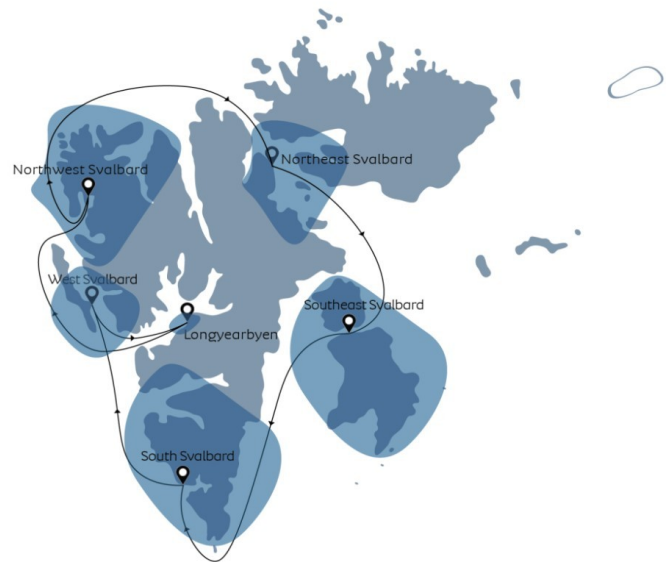 Northeast Svalbard
Northwest Svalbard
West Svalbard
Southeast Svalbard
Longyearbyen
South Svalbard